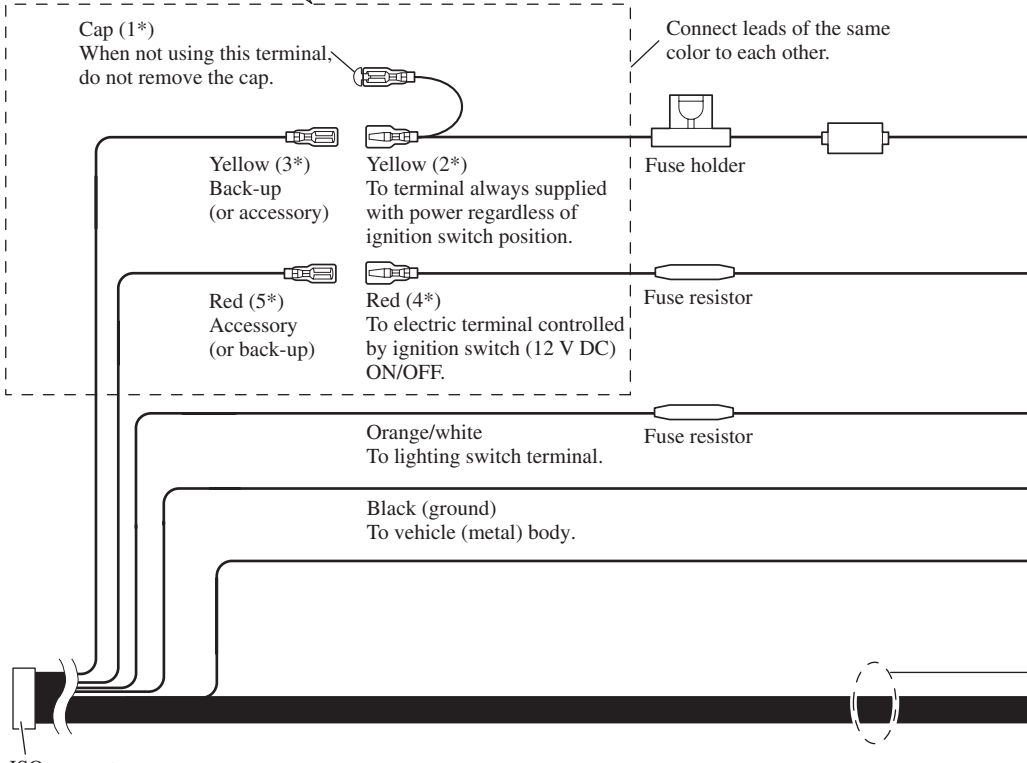 Cap (1*)
When not using this terminal,
do not remove the cap.
Connect leads of the same
color to each other.
Yellow (3*)
Back-up
(or accessory)
Yellow (2*)
To terminal always supplied
with power regardless of
ignition switch position.
Fuse holder
Red (5*)
Accessory
(or back-up)
Red (4*)
To electric terminal controlled
by ignition switch (12 V DC)
ON/OFF.
Fuse resistor
Orange/white
To lighting switch terminal.
Fuse resistor
Black (ground)
To vehicle (metal) body.
ISO